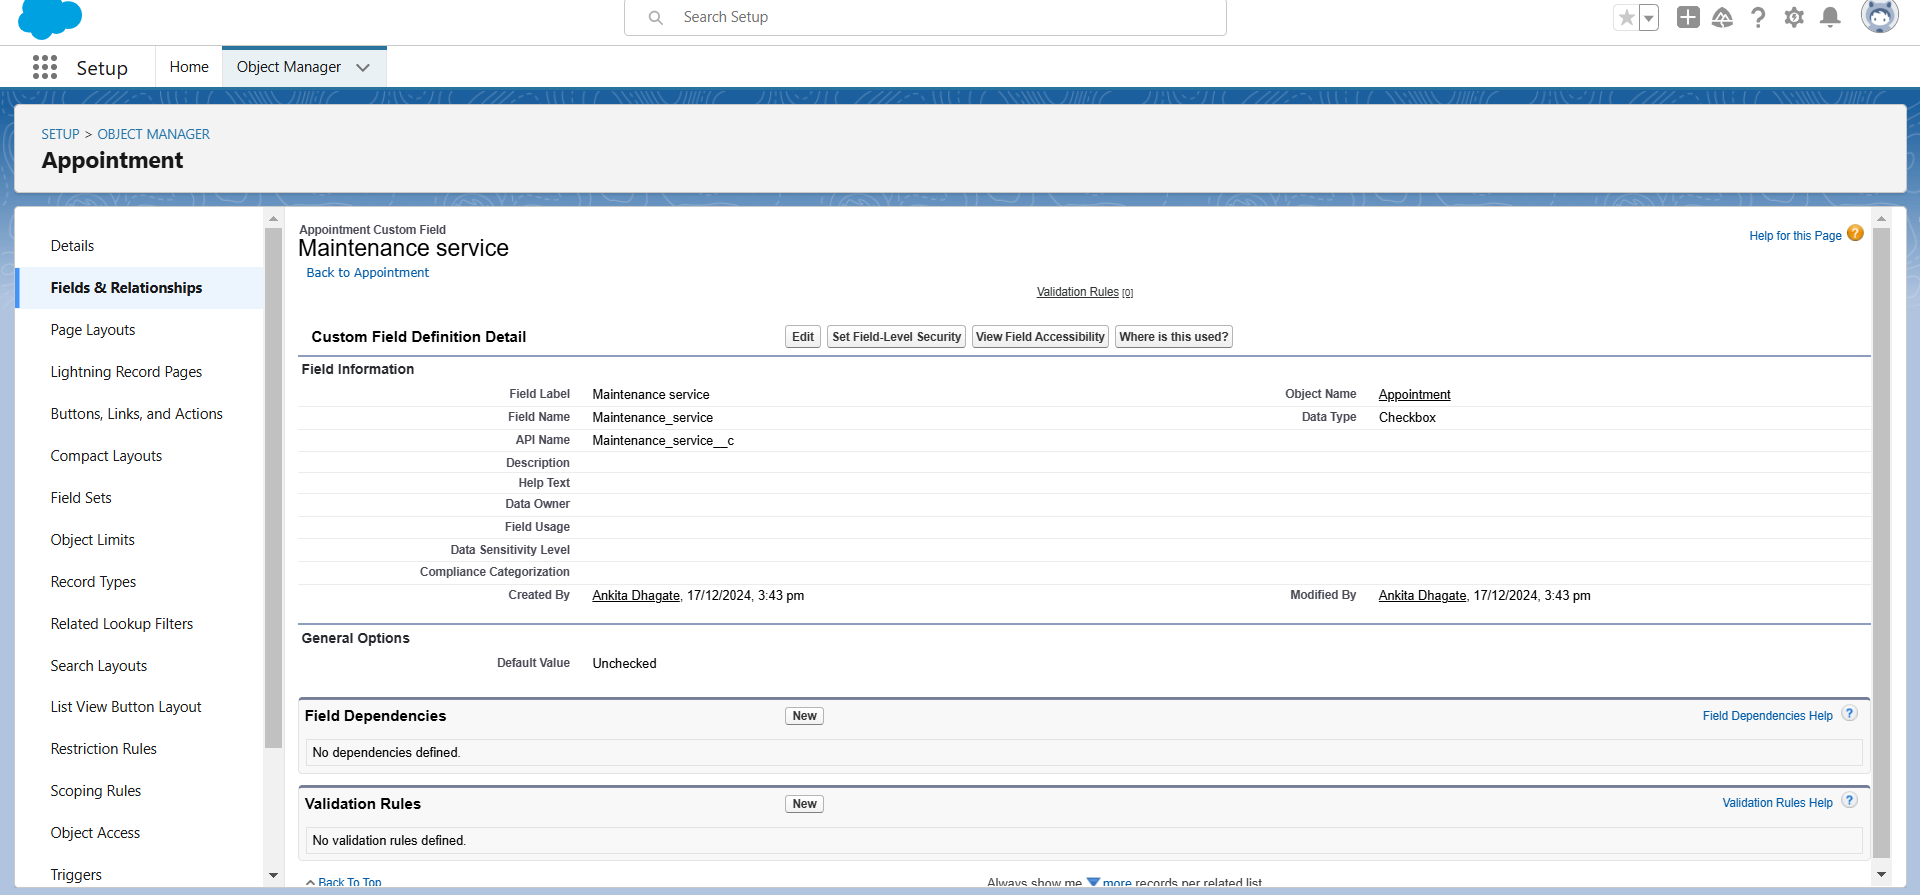 Search Setup
Setup
Home
Object Manager
SETUP > OBJECT MANAGER
Appointment
Details
Fields & Relationships
Page Layouts
Lightning Record Pages
Buttons, Links, and Actions
Compact Layouts
Field Sets
Object Limits
Record Types
Related Lookup Filters
Search Layouts
List View Button Layout
Restriction Rules
Scoping Rules
Object Access
Triggers
Appointment Custom Field
Maintenance service
Help for this Page ?
Back to Appointment
Validation Rules [0]
Custom Field Definition Detail Edit Set Field-Level Security View Field Accessibility Where is this used?
Field Information
Field Label Maintenance service Object Name Appointment
Field Name Maintenance_service Data Type Checkbox
API Name Maintenance_service__c
Description
Help Text
Data Owner
Field Usage
Data Sensitivity Level
Compliance Categorization
Created By Ankita Dhagate, 17/12/2024, 3:43 pm Modified By Ankita Dhagate, 17/12/2024, 3:43 pm
General Options
Default Value Unchecked
Field Dependencies New Field Dependencies Help ?
No dependencies defined.
Validation Rules New Validation Rules Help ?
No validation rules defined.
Back To Top Always show me more records per related list